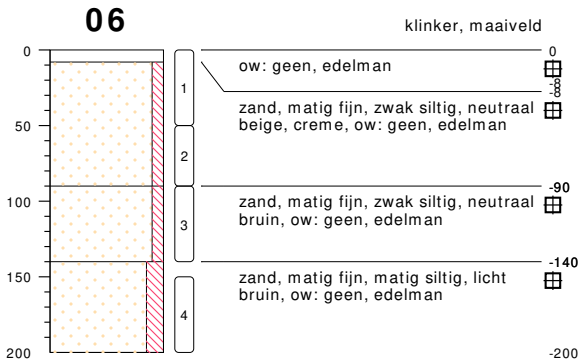 06
klinker, maaiveld
0
50
100
150
200
1
2
3
4
ow: geen, edelman
zand, matig fijn, zwak siltig, neutraal
beige, creme, ow: geen, edelman
zand, matig fijn, zwak siltig, neutraal
bruin, ow: geen, edelman
zand, matig fijn, matig siltig, licht
bruin, ow: geen, edelman
0
-8
-8
-90
-140
-200